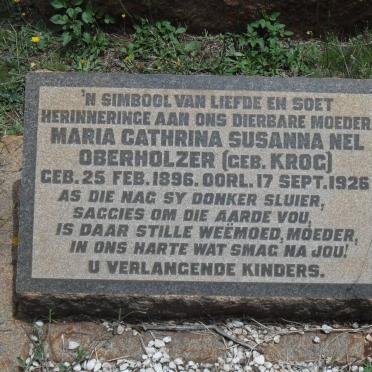 'N SIMBOOL VAN LIEFDE EN SOET
HERINNERINGE AAN ONS DIERBARE MOEDER
MARIA CATHRINA SUSANNA NEL
OBERHOLZER (GEB. KROG)
GEB. 25 FEB. 1896. OORL. 17 SEPT. 1926
AS DIE NAG SY DONKER SLUIER,
SAGGIES OM DIE AARDE VOU,
IS DAAR STILLE WEËMOED, MOEDER,
IN ONS HARTE WAT SMAG NA JOU!
U VERLANGENDE KINDERS.